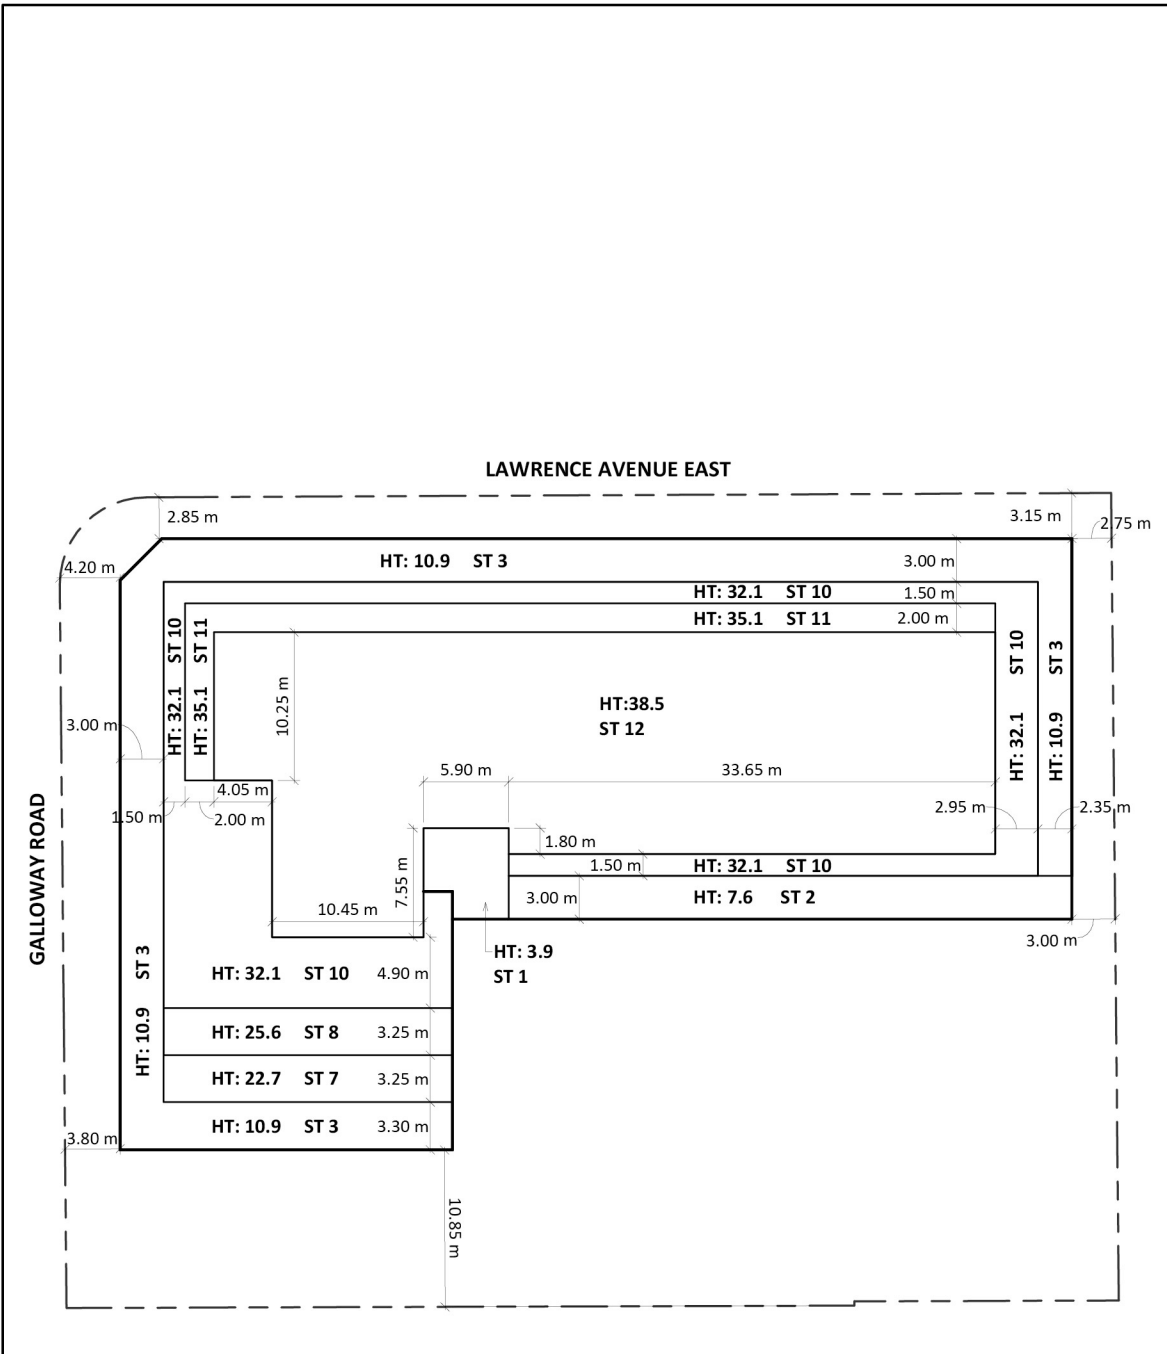 LAWRENCE AVENUE EAST
2.85 m
3.15 m
2.75 m
4.20 m
HT: 10.9 ST 3
3.00 m
HT: 32.1 ST 10
1.50 m
HT: 35.1 ST 11
2.00 m
HT: 32.1 ST 10
HT: 35.1 ST 11
10.25 m
HT:38.5
ST 12
HT: 32.1 ST 10
HT: 10.9 ST 3
3.00 m
5.90 m
33.65 m
4.05 m
1.50 m
2.00 m
2.95 m
2.35 m
GALLOWAY ROAD
7.55 m
1.80 m
1.50 m
HT: 32.1 ST 10
10.45 m
3.00 m
HT: 7.6 ST 2
3.00 m
HT: 3.9
ST 1
HT: 10.9 ST 3
HT: 32.1 ST 10
4.90 m
HT: 25.6 ST 8
3.25 m
HT: 22.7 ST 7
3.25 m
HT: 10.9 ST 3
3.30 m
3.80 m
10.85 m